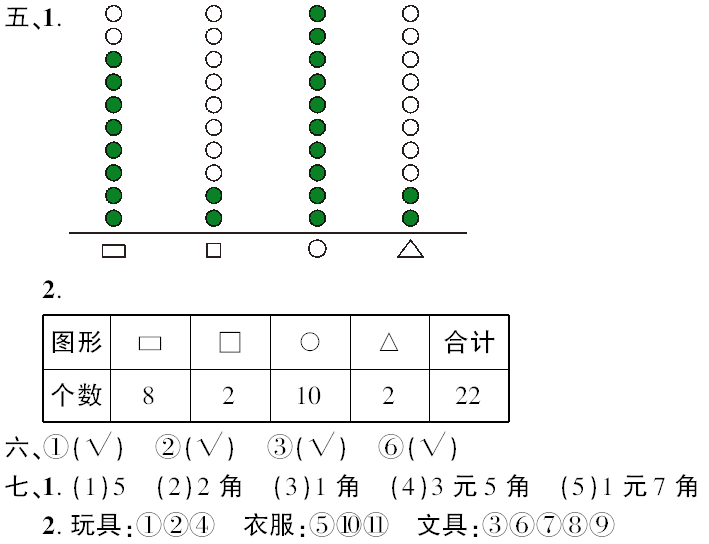 五、1.
2.
图形 ▭ □ ○ △ 合计
个数 8 2 10 2 22
六、①(√) ②(√) ③(√) ⑥(√)
七、1. (1)5 (2)2角 (3)1角 (4)3元5角 (5)1元7角
2. 玩具:①②④ 衣服:⑤⑩⑪ 文具:③⑥⑦⑧⑨